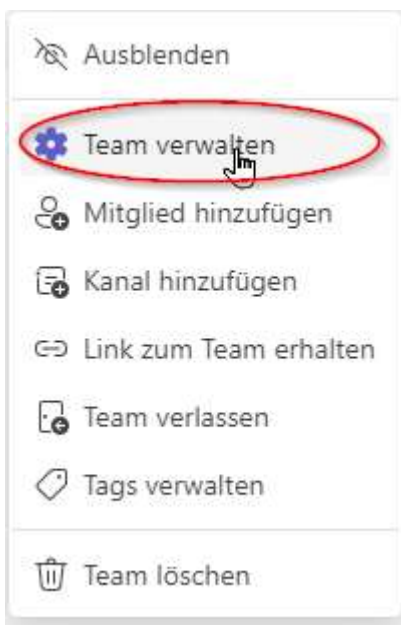 Ausblenden
Team verwalten
Mitglied hinzufügen
Kanal hinzufügen
Link zum Team erhalten
Team verlassen
Tags verwalten
Team löschen